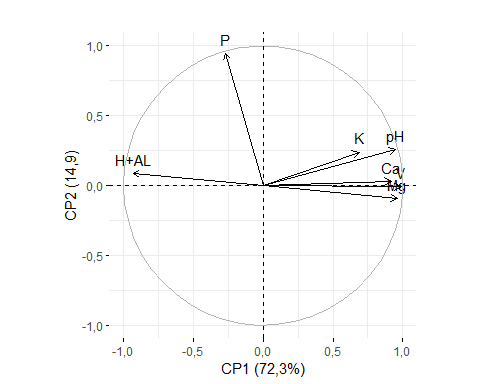 P
1,0
K
pH
0,5
H+AL
Ca
V
Mg
0,0
-0,5
-1,0
CP2 (14,9)
-1,0
-0,5
0,0
0,5
1,0
CP1 (72,3%)